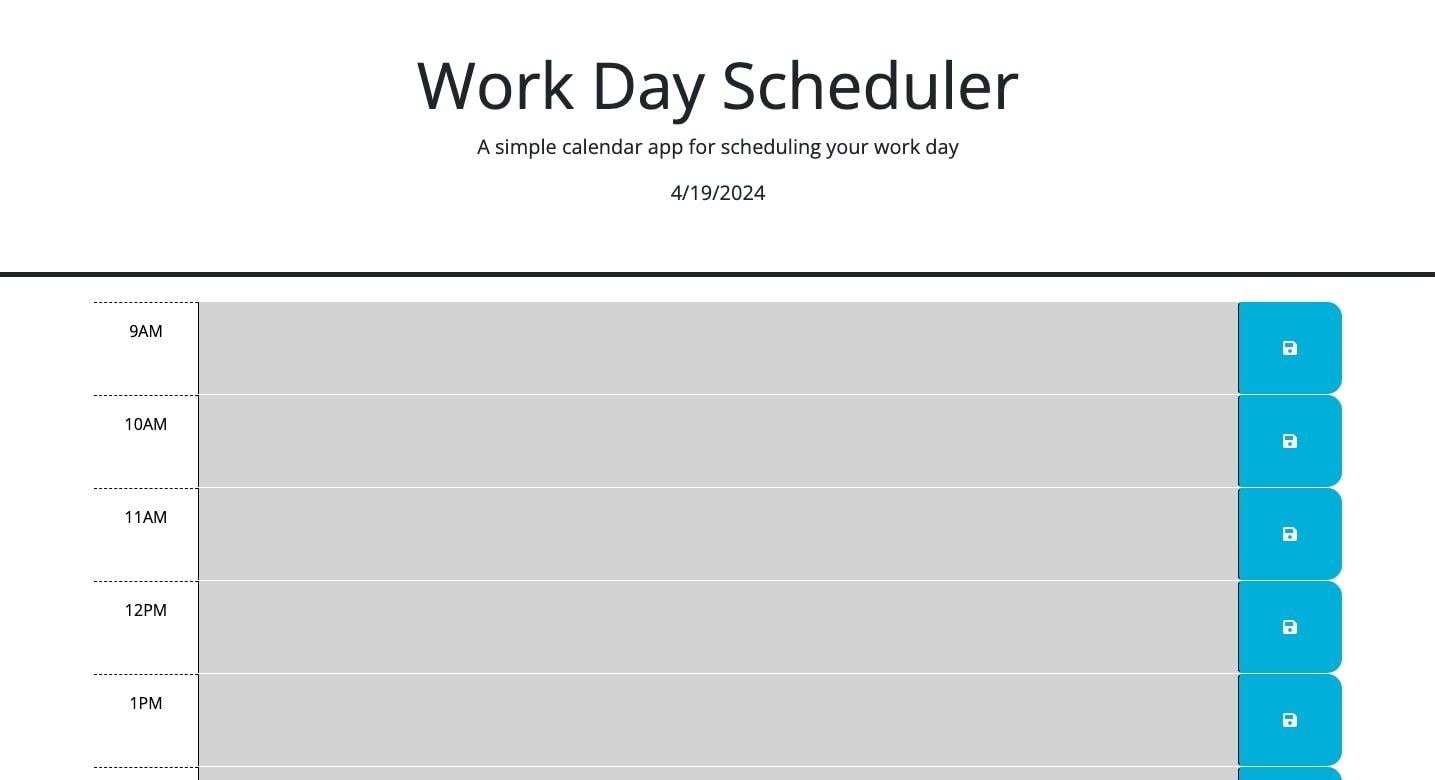 Work Day Scheduler
A simple calendar app for scheduling your work day
4/19/2024
9AM
10AM
11AM
12PM
1PM